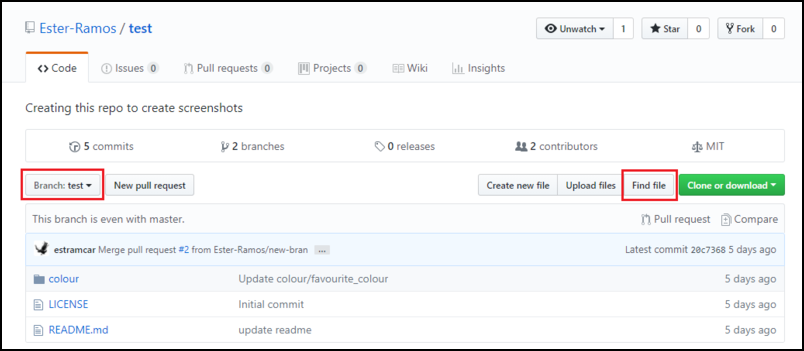 Ester-Ramos / test
Unwatch 1 Star 0 Fork 0
Code Issues 0 Pull requests 0 Projects 0 Wiki Insights
Creating this repo to create screenshots
5 commits 2 branches 0 releases 2 contributors MIT
Branch: test New pull request Create new file Upload files Find file Clone or download
This branch is even with master. Pull request Compare
estramcar Merge pull request #2 from Ester-Ramos/new-bran ... Latest commit 20c7368 5 days ago
colour Update colour/favourite_colour 5 days ago
LICENSE Initial commit 5 days ago
README.md update readme 5 days ago